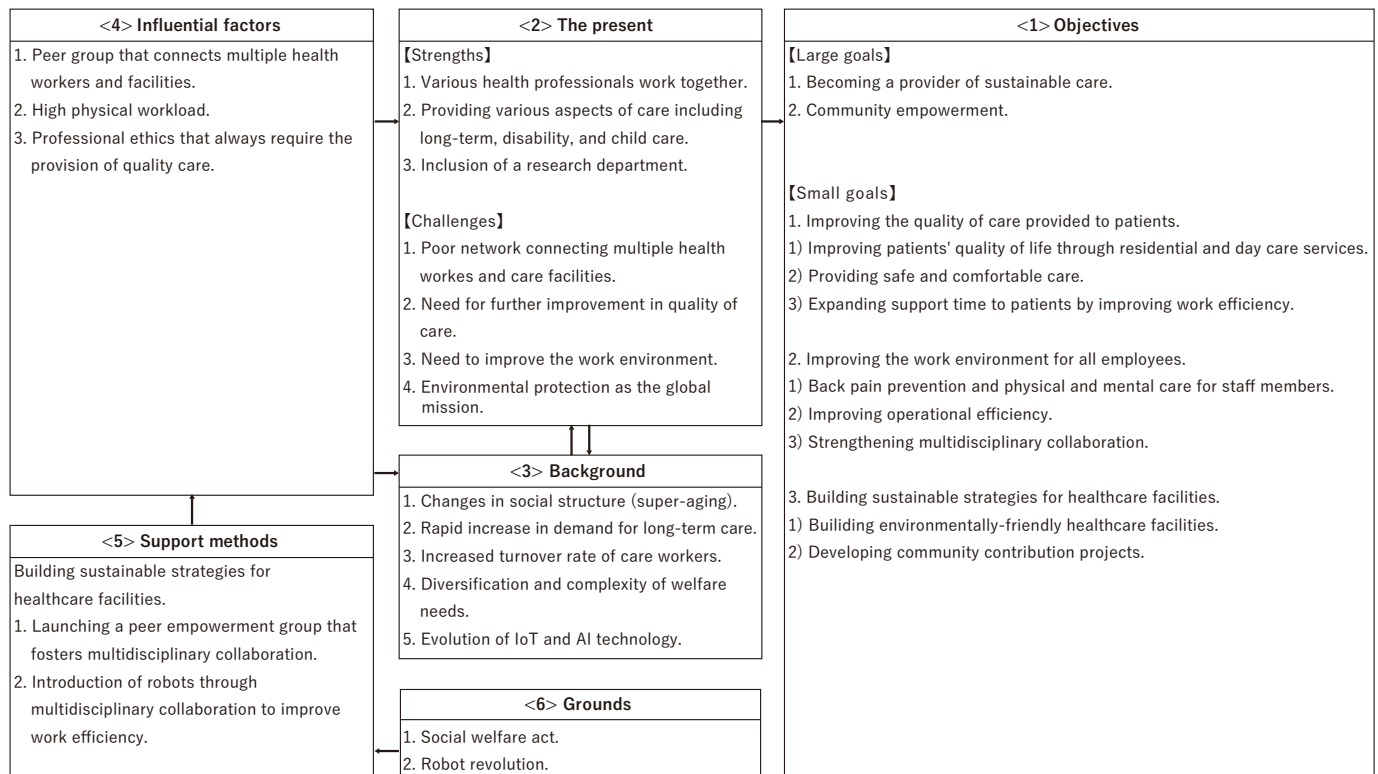 <4> Influential factors
1. Peer group that connects multiple health
workers and facilities.
2. High physical workload.
3. Professional ethics that always require the
provision of quality care.
<2> The present
【Strengths】
1. Various health professionals work together.
2. Providing various aspects of care including
long-term, disability, and child care.
3. Inclusion of a research department.
【Challenges】
1. Poor network connecting multiple health
workes and care facilities.
2. Need for further improvement in quality of
care.
3. Need to improve the work environment.
4. Environmental protection as the global
mission.
<1> Objectives
【Large goals】
1. Becoming a provider of sustainable care.
2. Community empowerment.
【Small goals】
1. Improving the quality of care provided to patients.
1) Improving patients' quality of life through residential and day care services.
2) Providing safe and comfortable care.
3) Expanding support time to patients by improving work efficiency.
2. Improving the work environment for all employees.
1) Back pain prevention and physical and mental care for staff members.
2) Improving operational efficiency.
3) Strengthening multidisciplinary collaboration.
3. Building sustainable strategies for healthcare facilities.
1) Builiding environmentally-friendly healthcare facilities.
2) Developing community contribution projects.
<3> Background
1. Changes in social structure (super-aging).
2. Rapid increase in demand for long-term care.
3. Increased turnover rate of care workers.
4. Diversification and complexity of welfare
needs.
5. Evolution of IoT and AI technology.
<5> Support methods
Building sustainable strategies for
healthcare facilities.
1. Launching a peer empowerment group that
fosters multidisciplinary collaboration.
2. Introduction of robots through
multidisciplinary collaboration to improve
work efficiency.
<6> Grounds
1. Social welfare act.
2. Robot revolution.